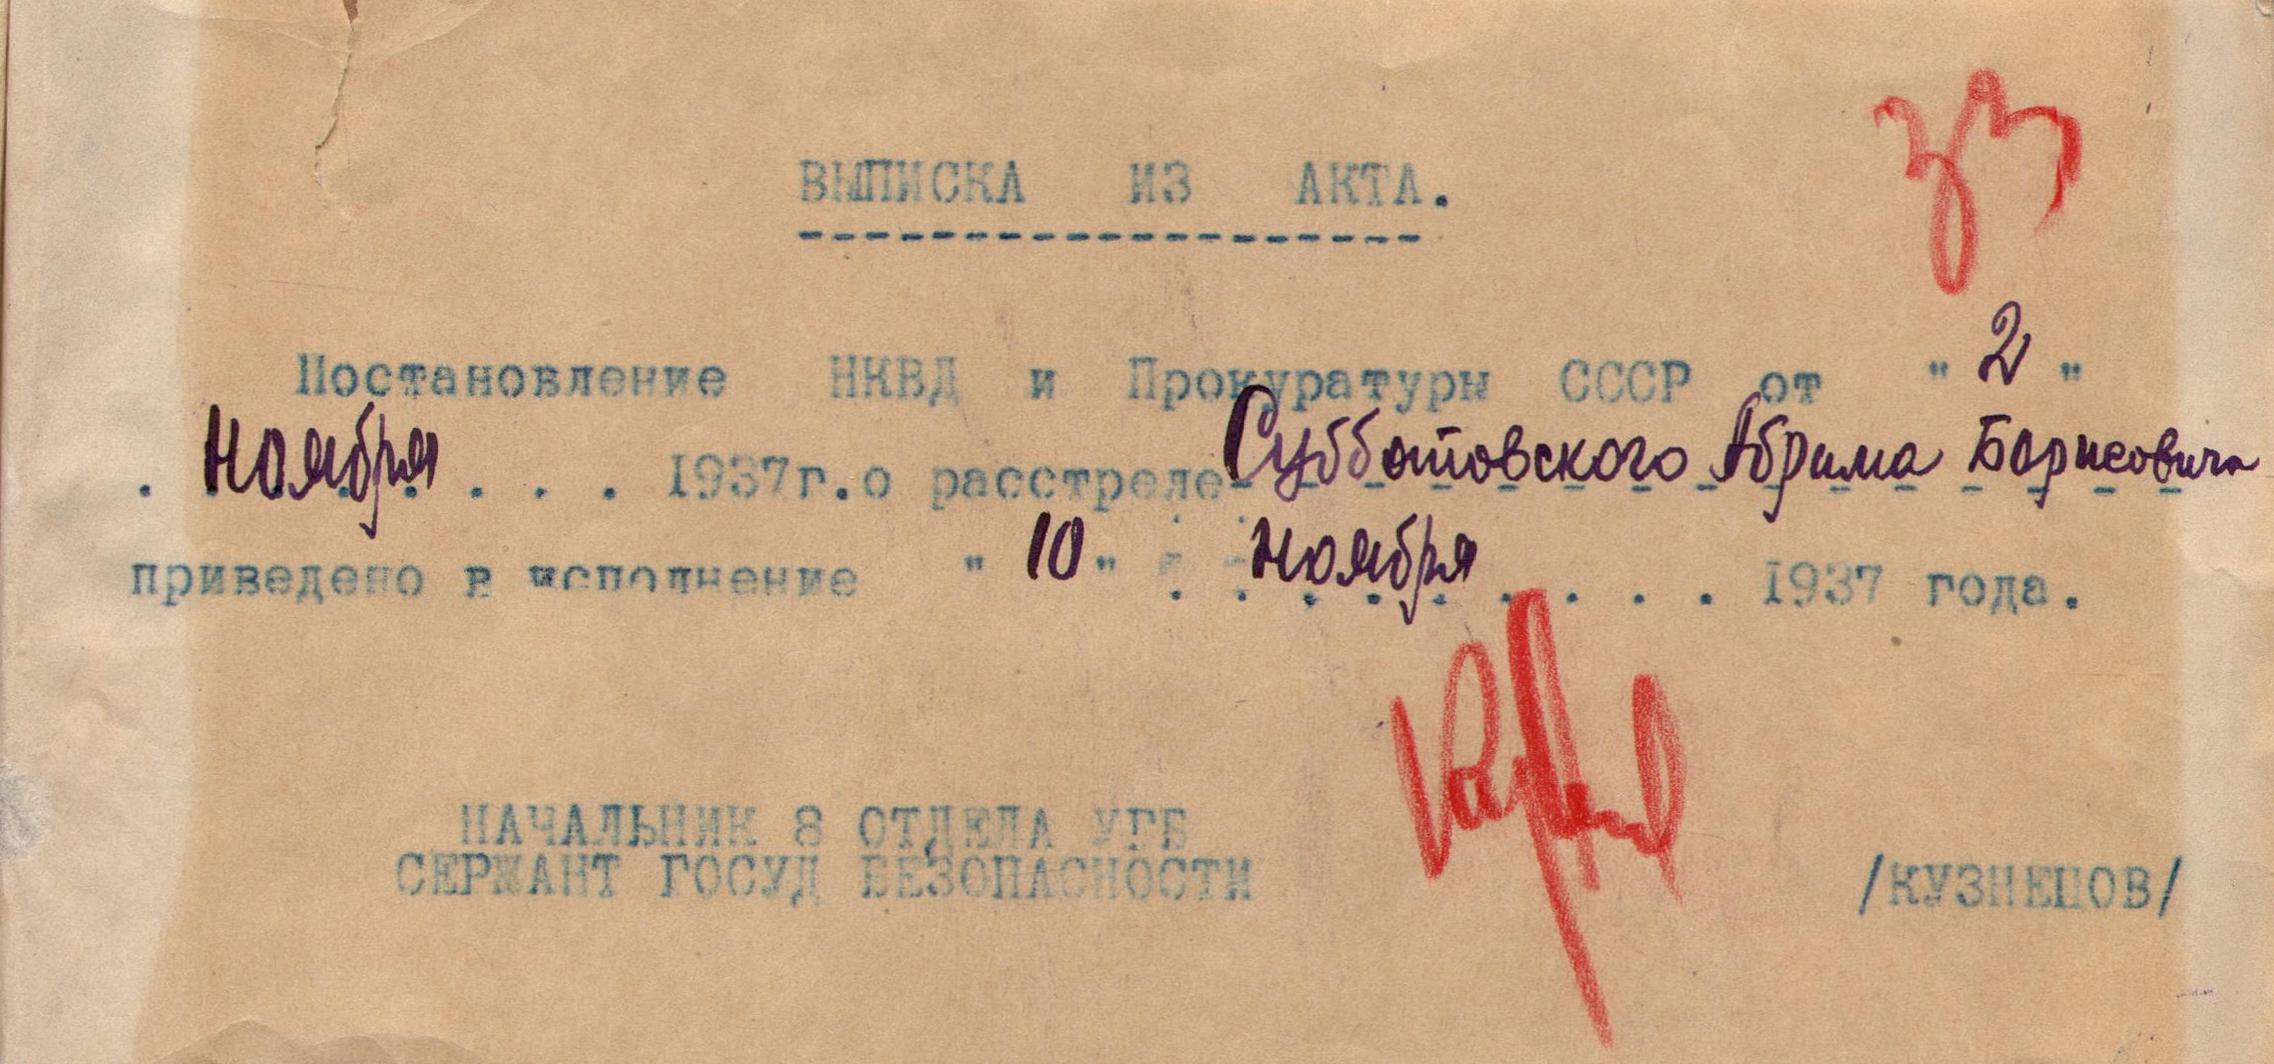 33
ВЫПИСКА ИЗ АКТА.
Постановление НКВД и Прокуратуры СССР от "2"
Ноября . . . 1937г. о расстреле Субботовского Абрама Борисовича
приведено в исполнение "10" Ноября . . . . 1937 года.
НАЧАЛЬНИК 8 ОТДЕЛА УГБ
СЕРЖАНТ ГОСУД БЕЗОПАСНОСТИ
/КУЗНЕЦОВ/